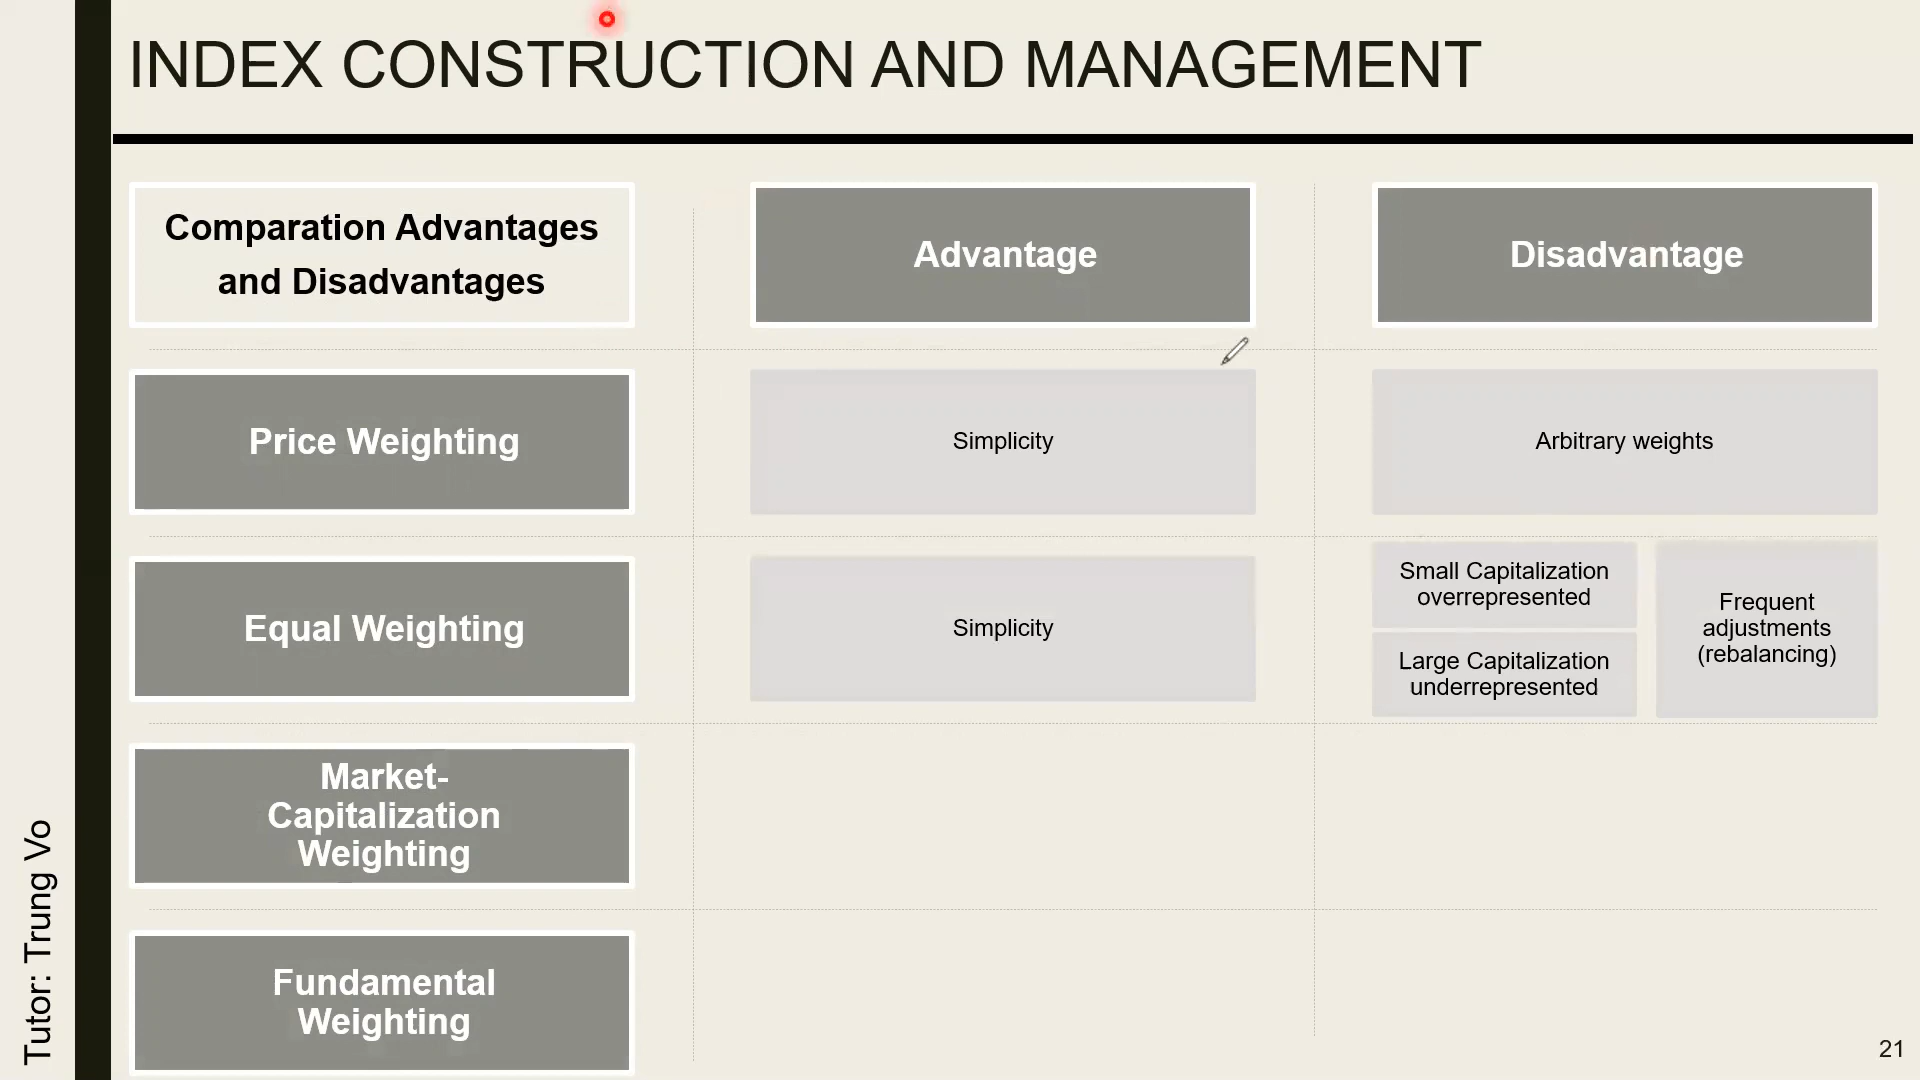 INDEX CONSTRUCTION AND MANAGEMENT
Comparation Advantages
and Disadvantages
Advantage
Disadvantage
Price Weighting
Simplicity
Arbitrary weights
Equal Weighting
Simplicity
Small Capitalization
overrepresented
Large Capitalization
underrepresented
Frequent
adjustments
(rebalancing)
Market-
Capitalization
Weighting
Fundamental
Weighting
Tutor: Trung Vo
21